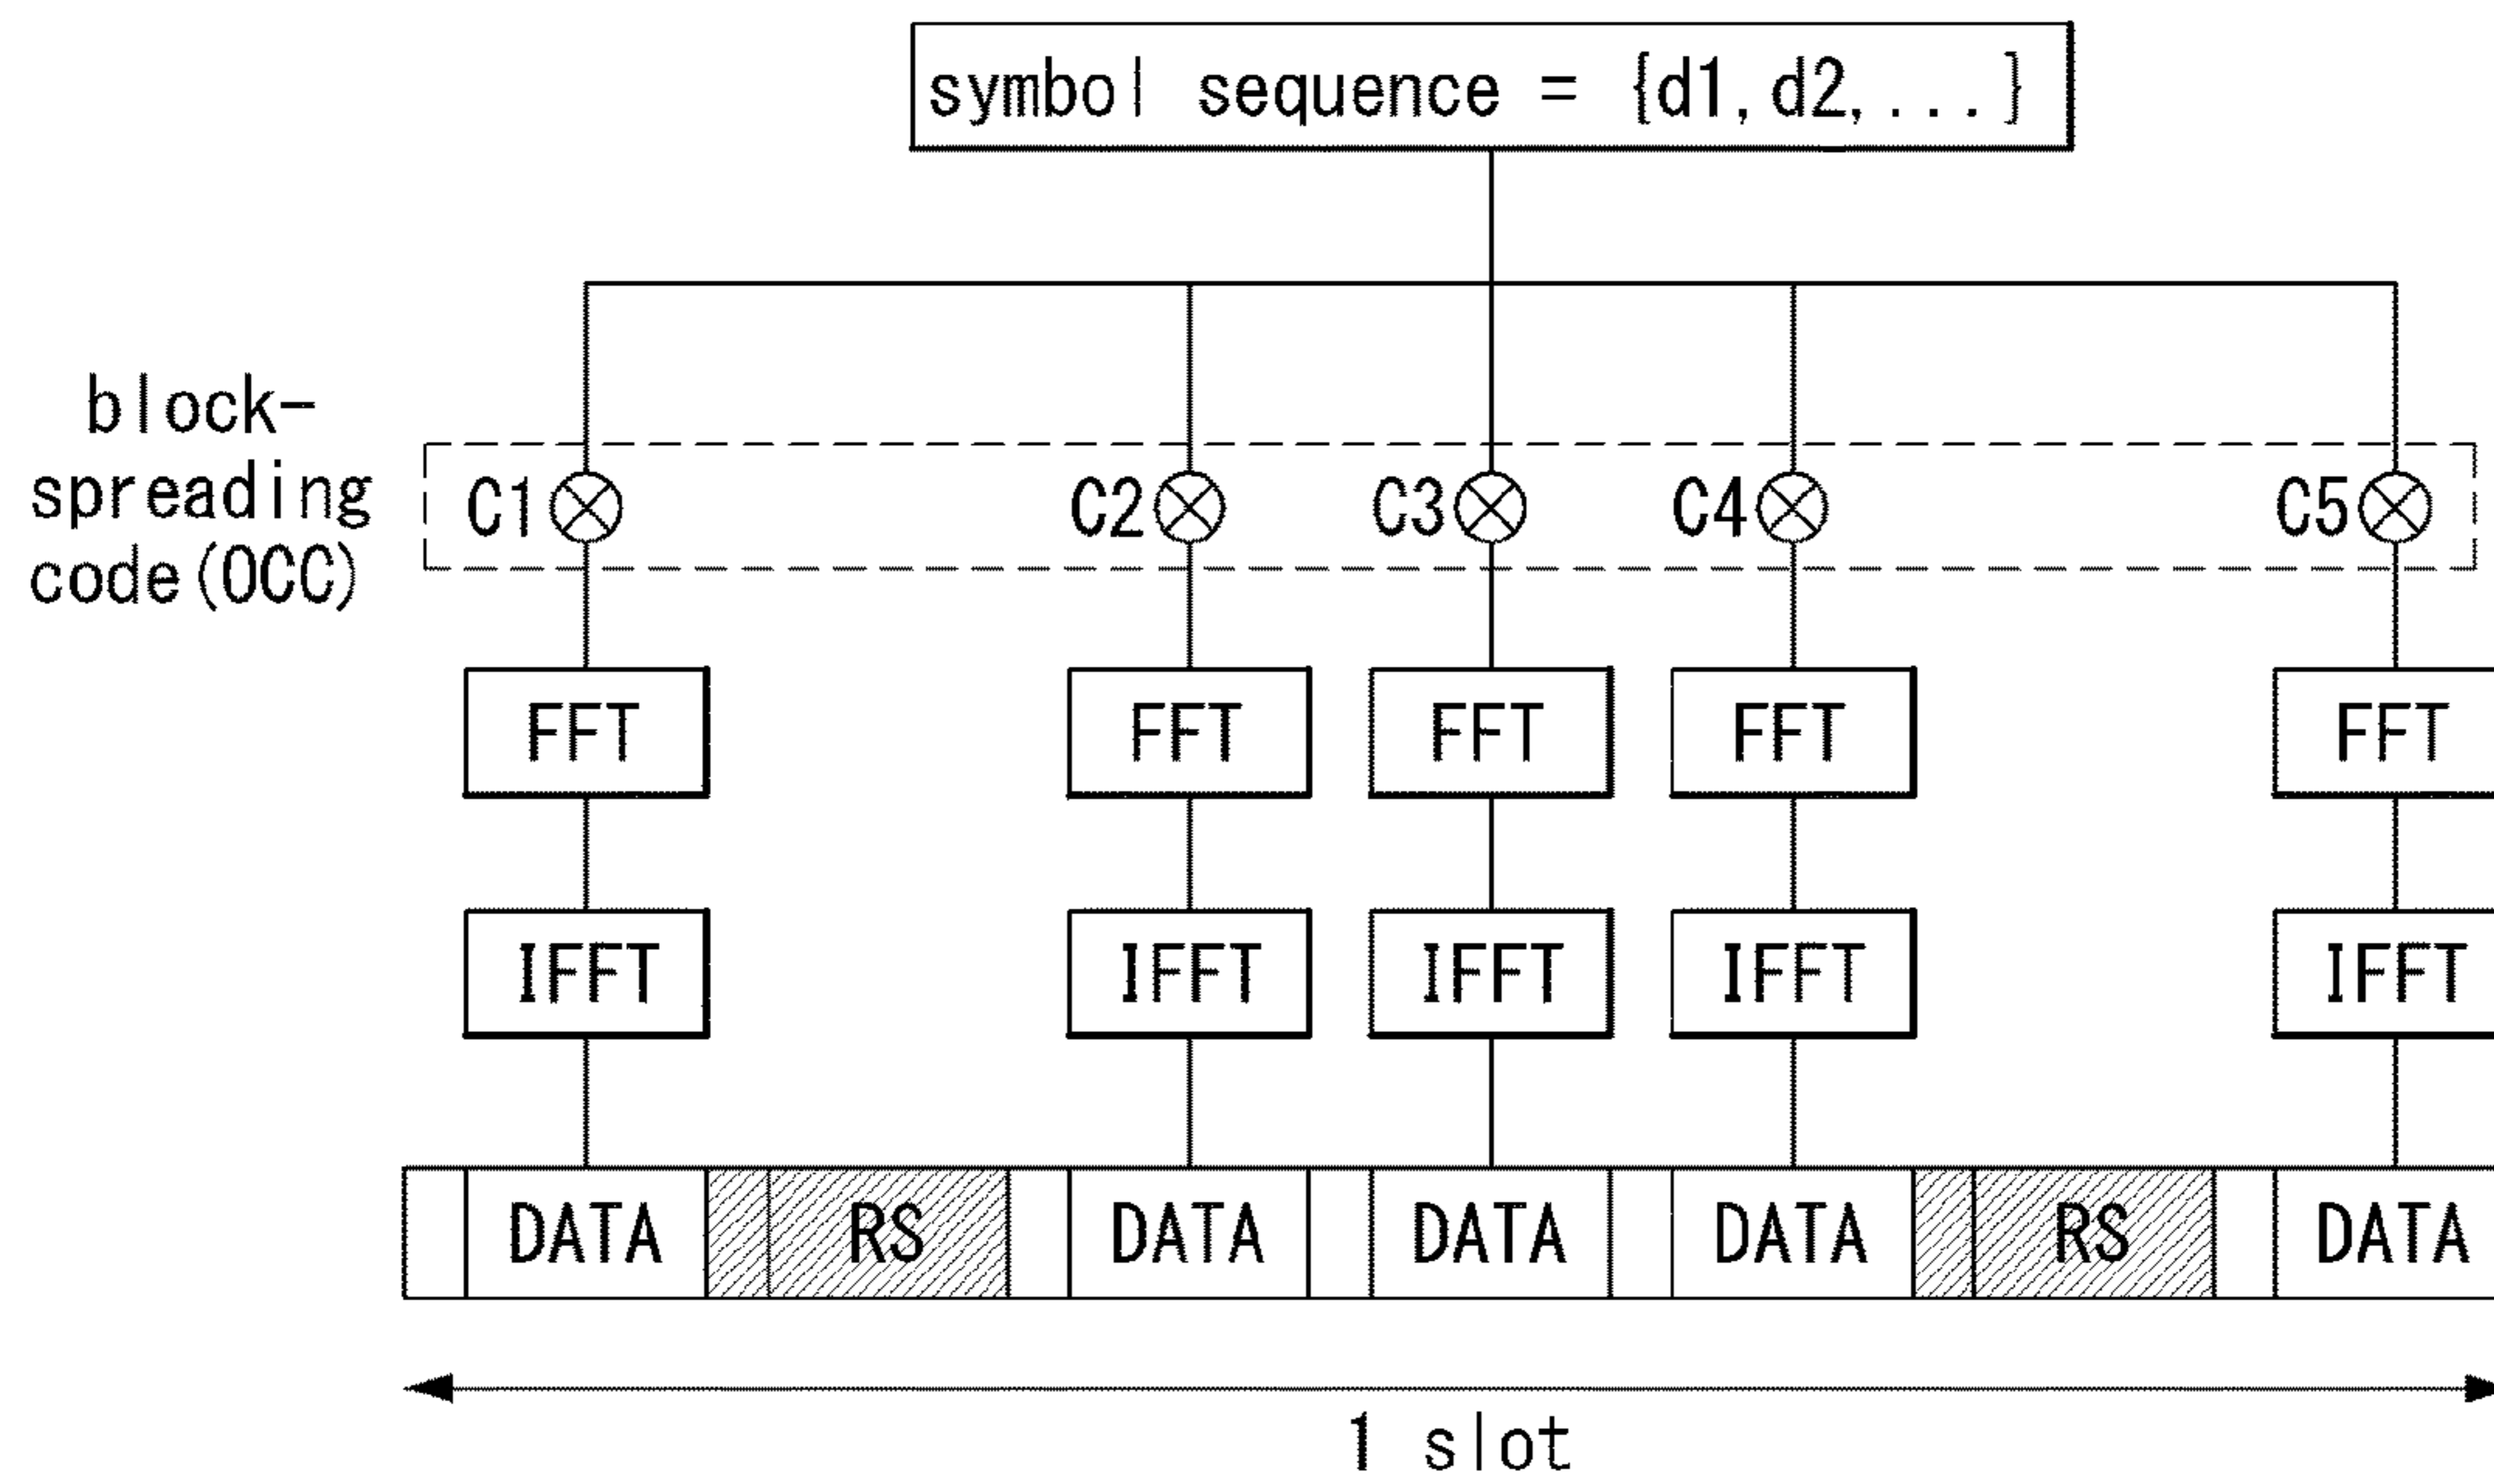 symbol sequence = {d1,d2,...}
block-
spreading
code(OCC)
C1 C2 C3 C4 C5
FFT FFT FFT FFT FFT
IFFT IFFT IFFT IFFT IFFT
DATA RS DATA DATA DATA RS DATA
1 slot